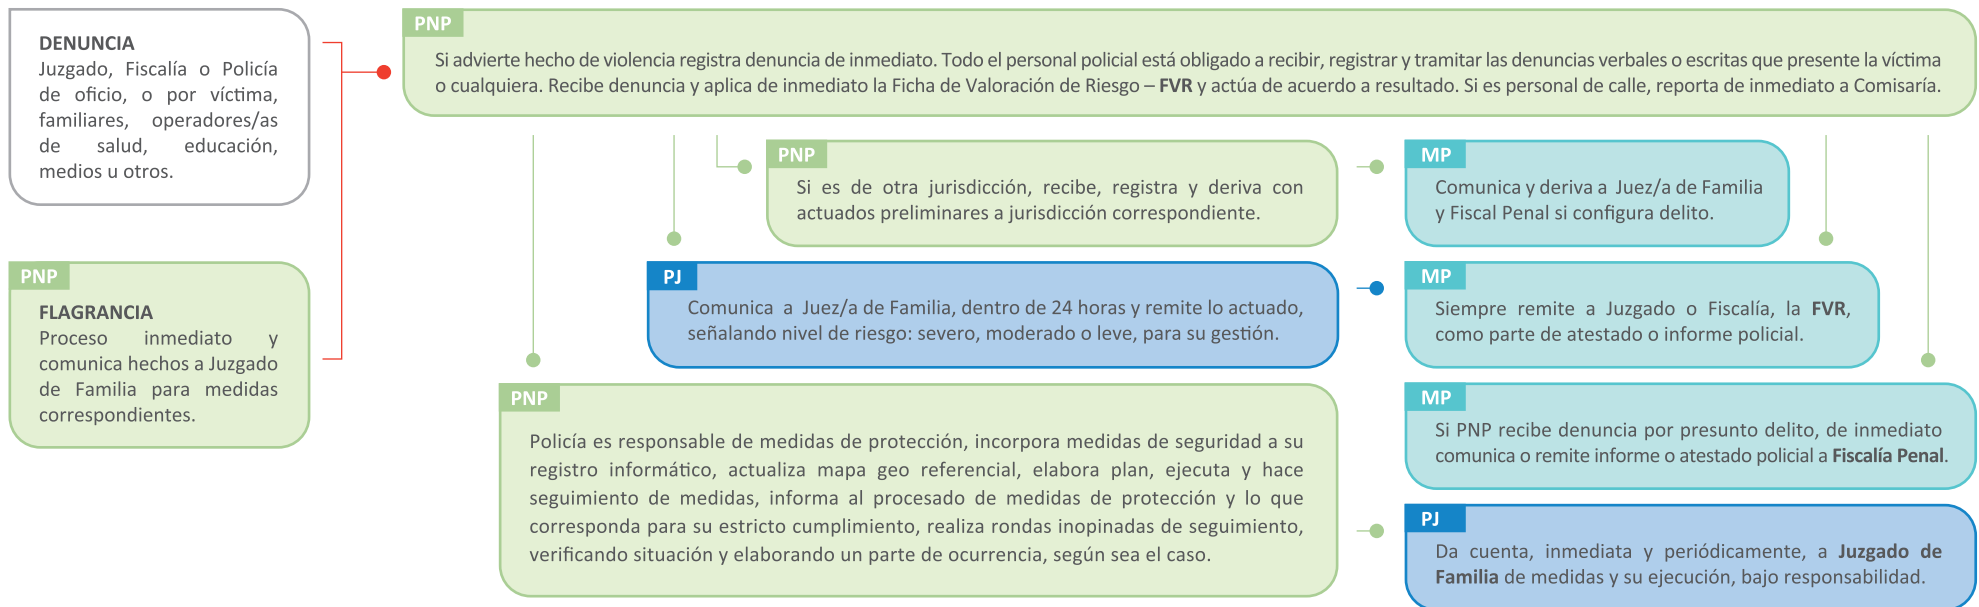 DENUNCIA
Juzgado, Fiscalía o Policía
de oficio, o por víctima,
familiares, operadores/as
de salud, educación,
medios u otros.
PNP
FLAGRANCIA
Proceso inmediato y
comunica hechos a Juzgado
de Familia para medidas
correspondientes.
PNP
Si advierte hecho de violencia registra denuncia de inmediato. Todo el personal policial está obligado a recibir, registrar y tramitar las denuncias verbales o escritas que presente la víctima
o cualquiera. Recibe denuncia y aplica de inmediato la Ficha de Valoración de Riesgo – FVR y actúa de acuerdo a resultado. Si es personal de calle, reporta de inmediato a Comisaría.
PNP
Si es de otra jurisdicción, recibe, registra y deriva con
actuados preliminares a jurisdicción correspondiente.
MP
Comunica y deriva a Juez/a de Familia
y Fiscal Penal si configura delito.
PJ
Comunica a Juez/a de Familia, dentro de 24 horas y remite lo actuado,
señalando nivel de riesgo: severo, moderado o leve, para su gestión.
MP
Siempre remite a Juzgado o Fiscalía, la FVR,
como parte de atestado o informe policial.
PNP
Policía es responsable de medidas de protección, incorpora medidas de seguridad a su
registro informático, actualiza mapa geo referencial, elabora plan, ejecuta y hace
seguimiento de medidas, informa al procesado de medidas de protección y lo que
corresponda para su estricto cumplimiento, realiza rondas inopinadas de seguimiento,
verificando situación y elaborando un parte de ocurrencia, según sea el caso.
MP
Si PNP recibe denuncia por presunto delito, de inmediato
comunica o remite informe o atestado policial a Fiscalía Penal.
PJ
Da cuenta, inmediata y periódicamente, a Juzgado de
Familia de medidas y su ejecución, bajo responsabilidad.